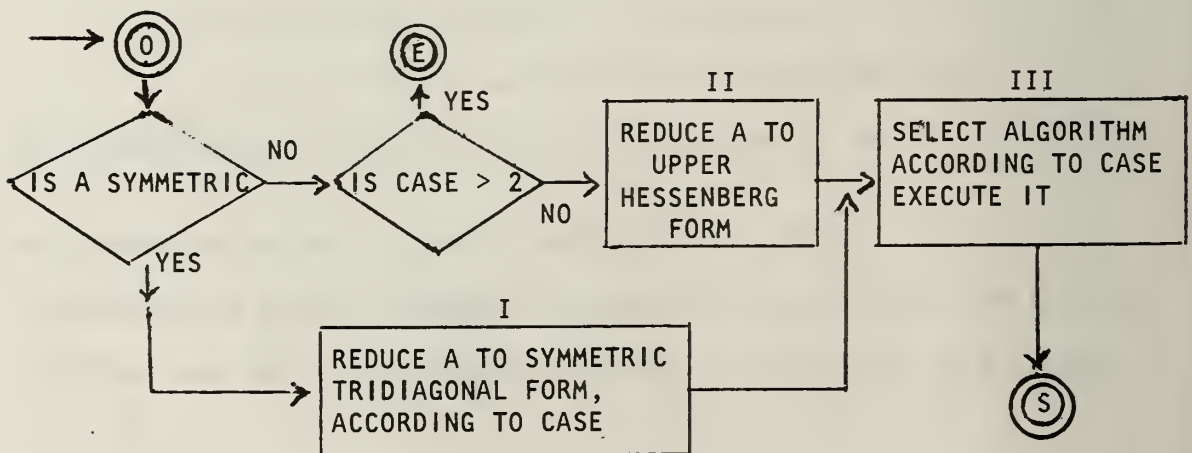 O
E
YES
II
III
IS A SYMMETRIC
NO
IS CASE > 2
NO
REDUCE A TO
UPPER
HESSENBERG
FORM
SELECT ALGORITHM
ACCORDING TO CASE
EXECUTE IT
YES
I
REDUCE A TO SYMMETRIC
TRIDIAGONAL FORM,
ACCORDING TO CASE
S